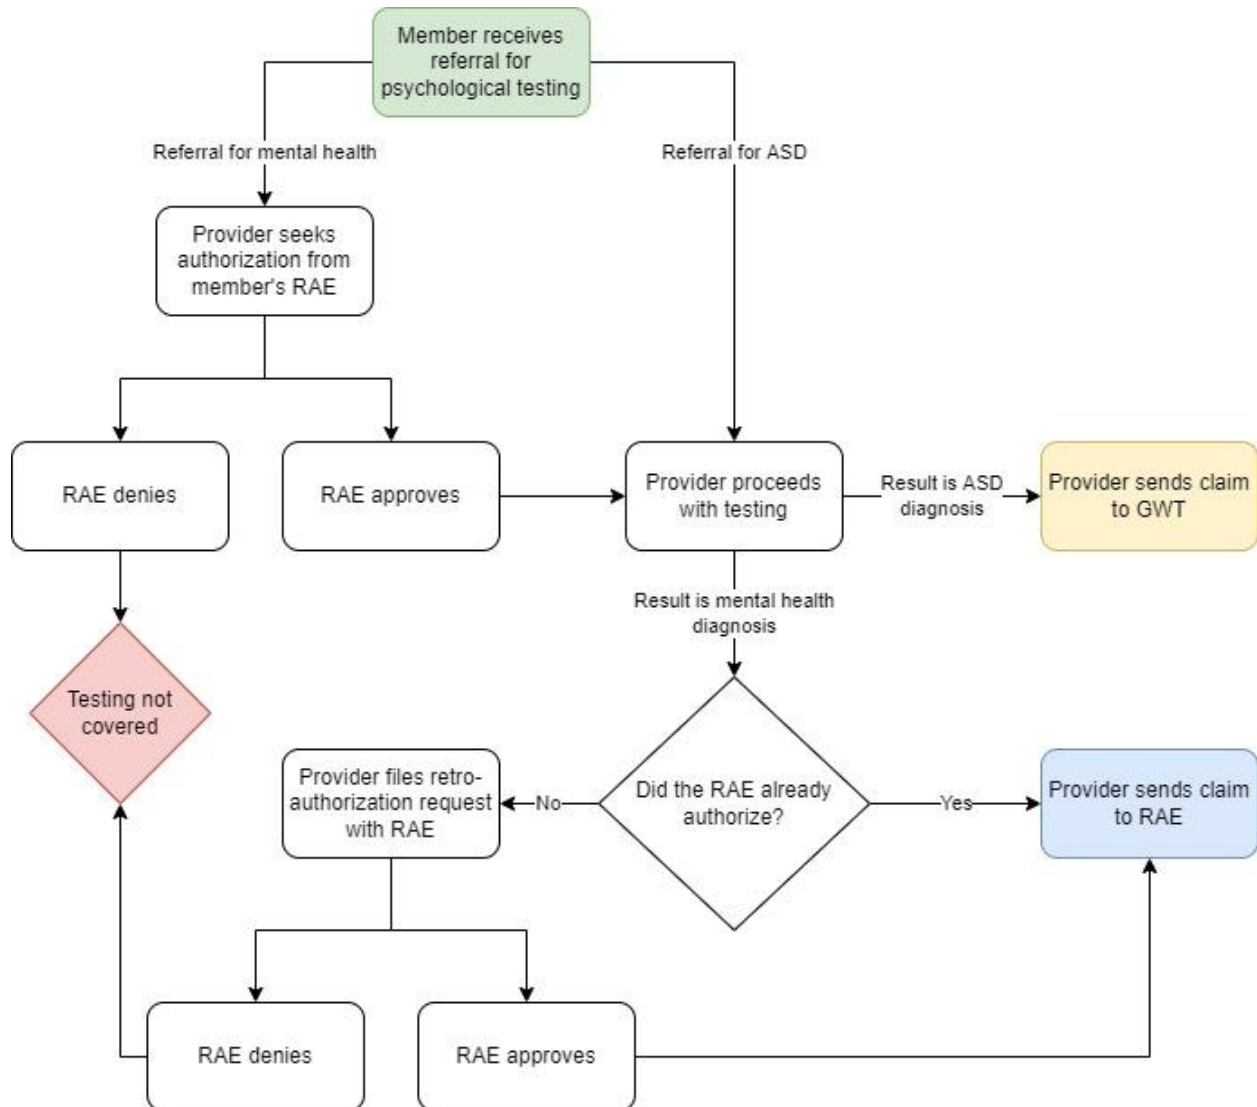 Member receives
referral for
psychological testing
Referral for mental health
Referral for ASD
Provider seeks
authorization from
member's RAE
RAE denies
RAE approves
Provider proceeds
with testing
Result is ASD
diagnosis
Provider sends claim
to GWT
Result is mental health
diagnosis
Testing not
covered
Provider files retro-
authorization request
with RAE
No
Did the RAE already
authorize?
Yes
Provider sends claim
to RAE
RAE denies
RAE approves